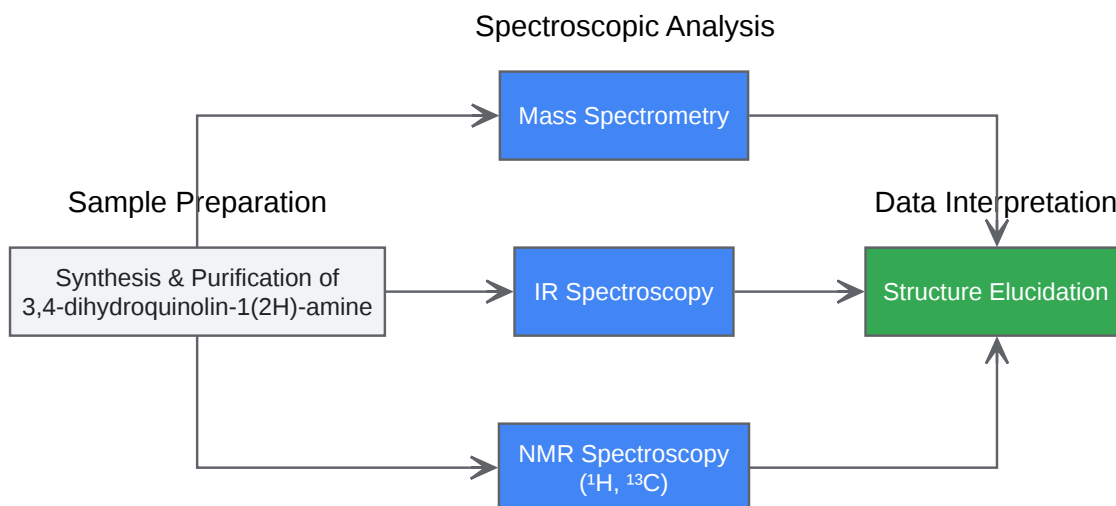 Spectroscopic Analysis
Mass Spectrometry
Sample Preparation
Data Interpretation
Synthesis & Purification of
3,4-dihydroquinolin-1(2H)-amine
IR Spectroscopy
Structure Elucidation
NMR Spectroscopy
(¹H, ¹³C)